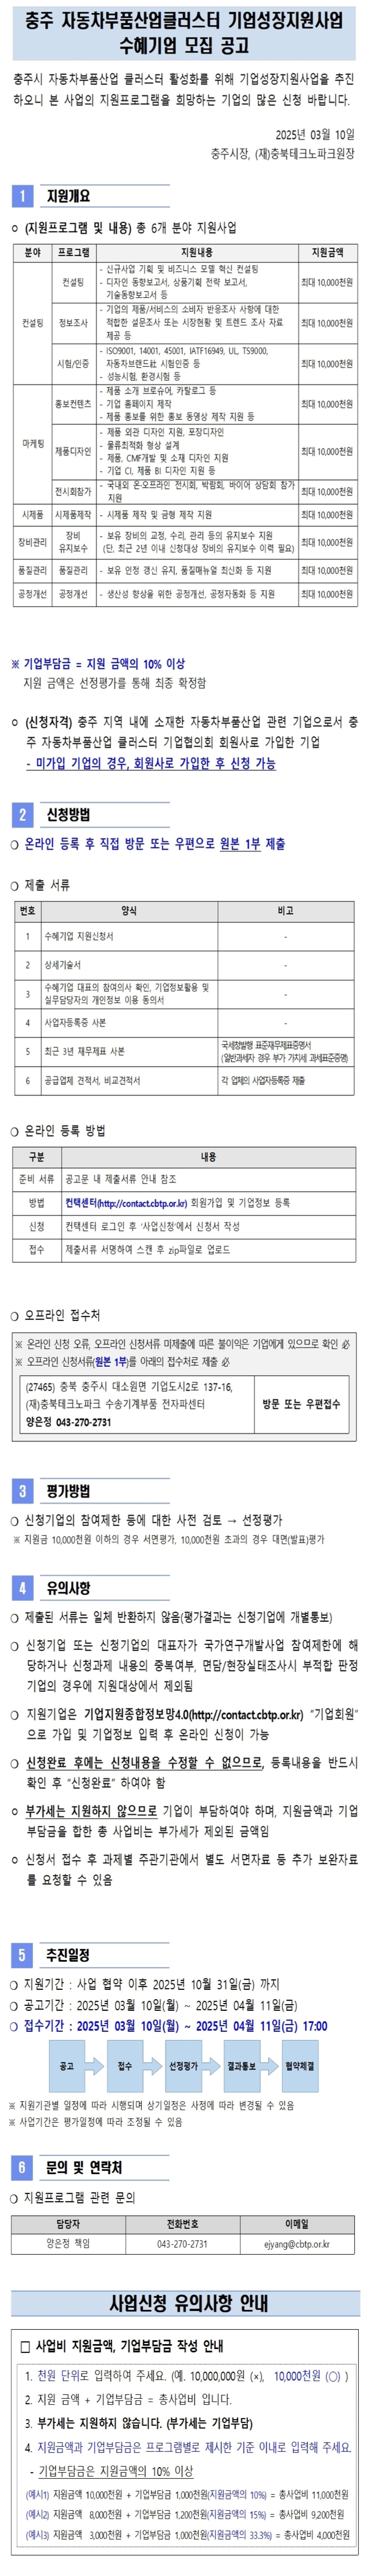 충주 자동차부품산업클러스터 기업성장지원사업
수혜기업 모집 공고
충주시 자동차부품산업 클러스터 활성화를 위해 기업성장지원사업을 추진
하오니 본 사업의 지원프로그램을 희망하는 기업의 많은 신청 바랍니다.
2025년 03월 10일
충주시장, (재)충북테크노파크원장
1 지원개요
○ (지원프로그램 및 내용) 총 6개 분야 지원사업
분야 프로그램 지원내용 지원금액
컨설팅
컨설팅
- 신규사업 기획 및 비즈니스 모델 혁신 컨설팅
- 디자인 동향보고서, 상품기획 전략 보고서,
기술동향보고서 등
최대 10,000천원
정보조사
- 기업의 제품/서비스의 소비자 반응조사 사항에 대한
적합한 설문조사 또는 시장현황 및 트렌드 조사 자료
제공 등
최대 10,000천원
시험/인증
- ISO9001, 14001, 45001, IATF16949, UL, TS9000,
자동차브랜드社 시험인증 등
- 성능시험, 환경시험 등
최대 10,000천원
마케팅
홍보컨텐츠
- 제품 소개 브로슈어, 카탈로그 등
- 기업 홈페이지 제작
- 제품 홍보를 위한 홍보 동영상 제작 지원 등
최대 10,000천원
제품디자인
- 제품 외관 디자인 지원, 포장디자인
- 물류최적화 형상 설계
- 제품, CMF개발 및 소재 디자인 지원
- 기업 CI, 제품 BI 디자인 지원 등
최대 10,000천원
전시회참가
- 국내외 온·오프라인 전시회, 박람회, 바이어 상담회 참가
지원
최대 10,000천원
시제품 시제품제작 - 시제품 제작 및 금형 제작 지원 최대 10,000천원
장비관리
장비
유지보수
- 보유 장비의 교정, 수리, 관리 등의 유지보수 지원
(단, 최근 2년 이내 신청대상 장비의 유지보수 이력 필요)
최대 10,000천원
품질관리 품질관리 - 보유 인정 갱신 유지, 품질매뉴얼 최신화 등 지원 최대 10,000천원
공정개선 공정개선 - 생산성 향상을 위한 공정개선, 공정자동화 등 지원 최대 10,000천원
※ 기업부담금 = 지원 금액의 10% 이상
지원 금액은 선정평가를 통해 최종 확정함
○ (신청자격) 충주 지역 내에 소재한 자동차부품산업 관련 기업으로서 충
주 자동차부품산업 클러스터 기업협의회 회원사로 가입한 기업
- 미가입 기업의 경우, 회원사로 가입한 후 신청 가능
2 신청방법
❍ 온라인 등록 후 직접 방문 또는 우편으로 원본 1부 제출
❍ 제출 서류
번호 양식 비고
1 수혜기업 지원신청서 -
2 상세기술서 -
3 수혜기업 대표의 참여의사 확인, 기업정보활용 및
실무담당자의 개인정보 이용 동의서 -
4 사업자등록증 사본 -
5 최근 3년 재무제표 사본 국세청발행 표준재무제표증명서
(일반과세자 경우 부가 가치세 과세표준증명)
6 공급업체 견적서, 비교견적서 각 업체의 사업자등록증 제출
❍ 온라인 등록 방법
구분 내용
준비 서류 공고문 내 제출서류 안내 참조
방법 컨택센터(http://contact.cbtp.or.kr) 회원가입 및 기업정보 등록
신청 컨택센터 로그인 후 '사업신청'에서 신청서 작성
접수 제출서류 서명하여 스캔 후 zip파일로 업로드
❍ 오프라인 접수처
※ 온라인 신청 오류, 오프라인 신청서류 미제출에 따른 불이익은 기업에게 있으므로 확인 必
※ 오프라인 신청서류(원본 1부)를 아래의 접수처로 제출 必
(27465) 충북 충주시 대소원면 기업도시2로 137-16,
(재)충북테크노파크 수송기계부품 전자파센터
양은정 043-270-2731
방문 또는 우편접수
3 평가방법
❍ 신청기업의 참여제한 등에 대한 사전 검토 → 선정평가
※ 지원금 10,000천원 이하의 경우 서면평가, 10,000천원 초과의 경우 대면(발표)평가
4 유의사항
❍ 제출된 서류는 일체 반환하지 않음(평가결과는 신청기업에 개별통보)
❍ 신청기업 또는 신청기업의 대표자가 국가연구개발사업 참여제한에 해
당하거나 신청과제 내용의 중복여부, 면담/현장실태조사시 부적합 판정
기업의 경우에 지원대상에서 제외됨
❍ 지원기업은 기업지원종합정보망4.0(http://contact.cbtp.or.kr) "기업회원"
으로 가입 및 기업정보 입력 후 온라인 신청이 가능
❍ 신청완료 후에는 신청내용을 수정할 수 없으므로, 등록내용을 반드시
확인 후 "신청완료" 하여야 함
○ 부가세는 지원하지 않으므로 기업이 부담하여야 하며, 지원금액과 기업
부담금을 합한 총 사업비는 부가세가 제외된 금액임
○ 신청서 접수 후 과제별 주관기관에서 별도 서면자료 등 추가 보완자료
를 요청할 수 있음
5 추진일정
❍ 지원기간 : 사업 협약 이후 2025년 10월 31일(금) 까지
❍ 공고기간 : 2025년 03월 10일(월) ~ 2025년 04월 11일(금)
❍ 접수기간 : 2025년 03월 10일(월) ~ 2025년 04월 11일(금) 17:00
공고 접수 선정평가 결과통보 협약체결
※ 지원기관별 일정에 따라 시행되며 상기일정은 사정에 따라 변경될 수 있음
※ 사업기간은 평가일정에 따라 조정될 수 있음
6 문의 및 연락처
❍ 지원프로그램 관련 문의
담당자 전화번호 이메일
양은정 책임 043-270-2731 ejyang@cbtp.or.kr
사업신청 유의사항 안내
□ 사업비 지원금액, 기업부담금 작성 안내
1. 천원 단위로 입력하여 주세요. (예. 10,000,000원 (×), 10,000천원 (○) )
2. 지원 금액 + 기업부담금 = 총사업비 입니다.
3. 부가세는 지원하지 않습니다. (부가세는 기업부담)
4. 지원금액과 기업부담금은 프로그램별로 제시한 기준 이내로 입력해 주세요.
- 기업부담금은 지원금액의 10% 이상
(예시1) 지원금액 10,000천원 + 기업부담금 1,000천원(지원금액의 10%) = 총사업비 11,000천원
(예시2) 지원금액 8,000천원 + 기업부담금 1,200천원(지원금액의 15%) = 총사업비 9,200천원
(예시3) 지원금액 3,000천원 + 기업부담금 1,000천원(지원금액의 33.3%) = 총사업비 4,000천원